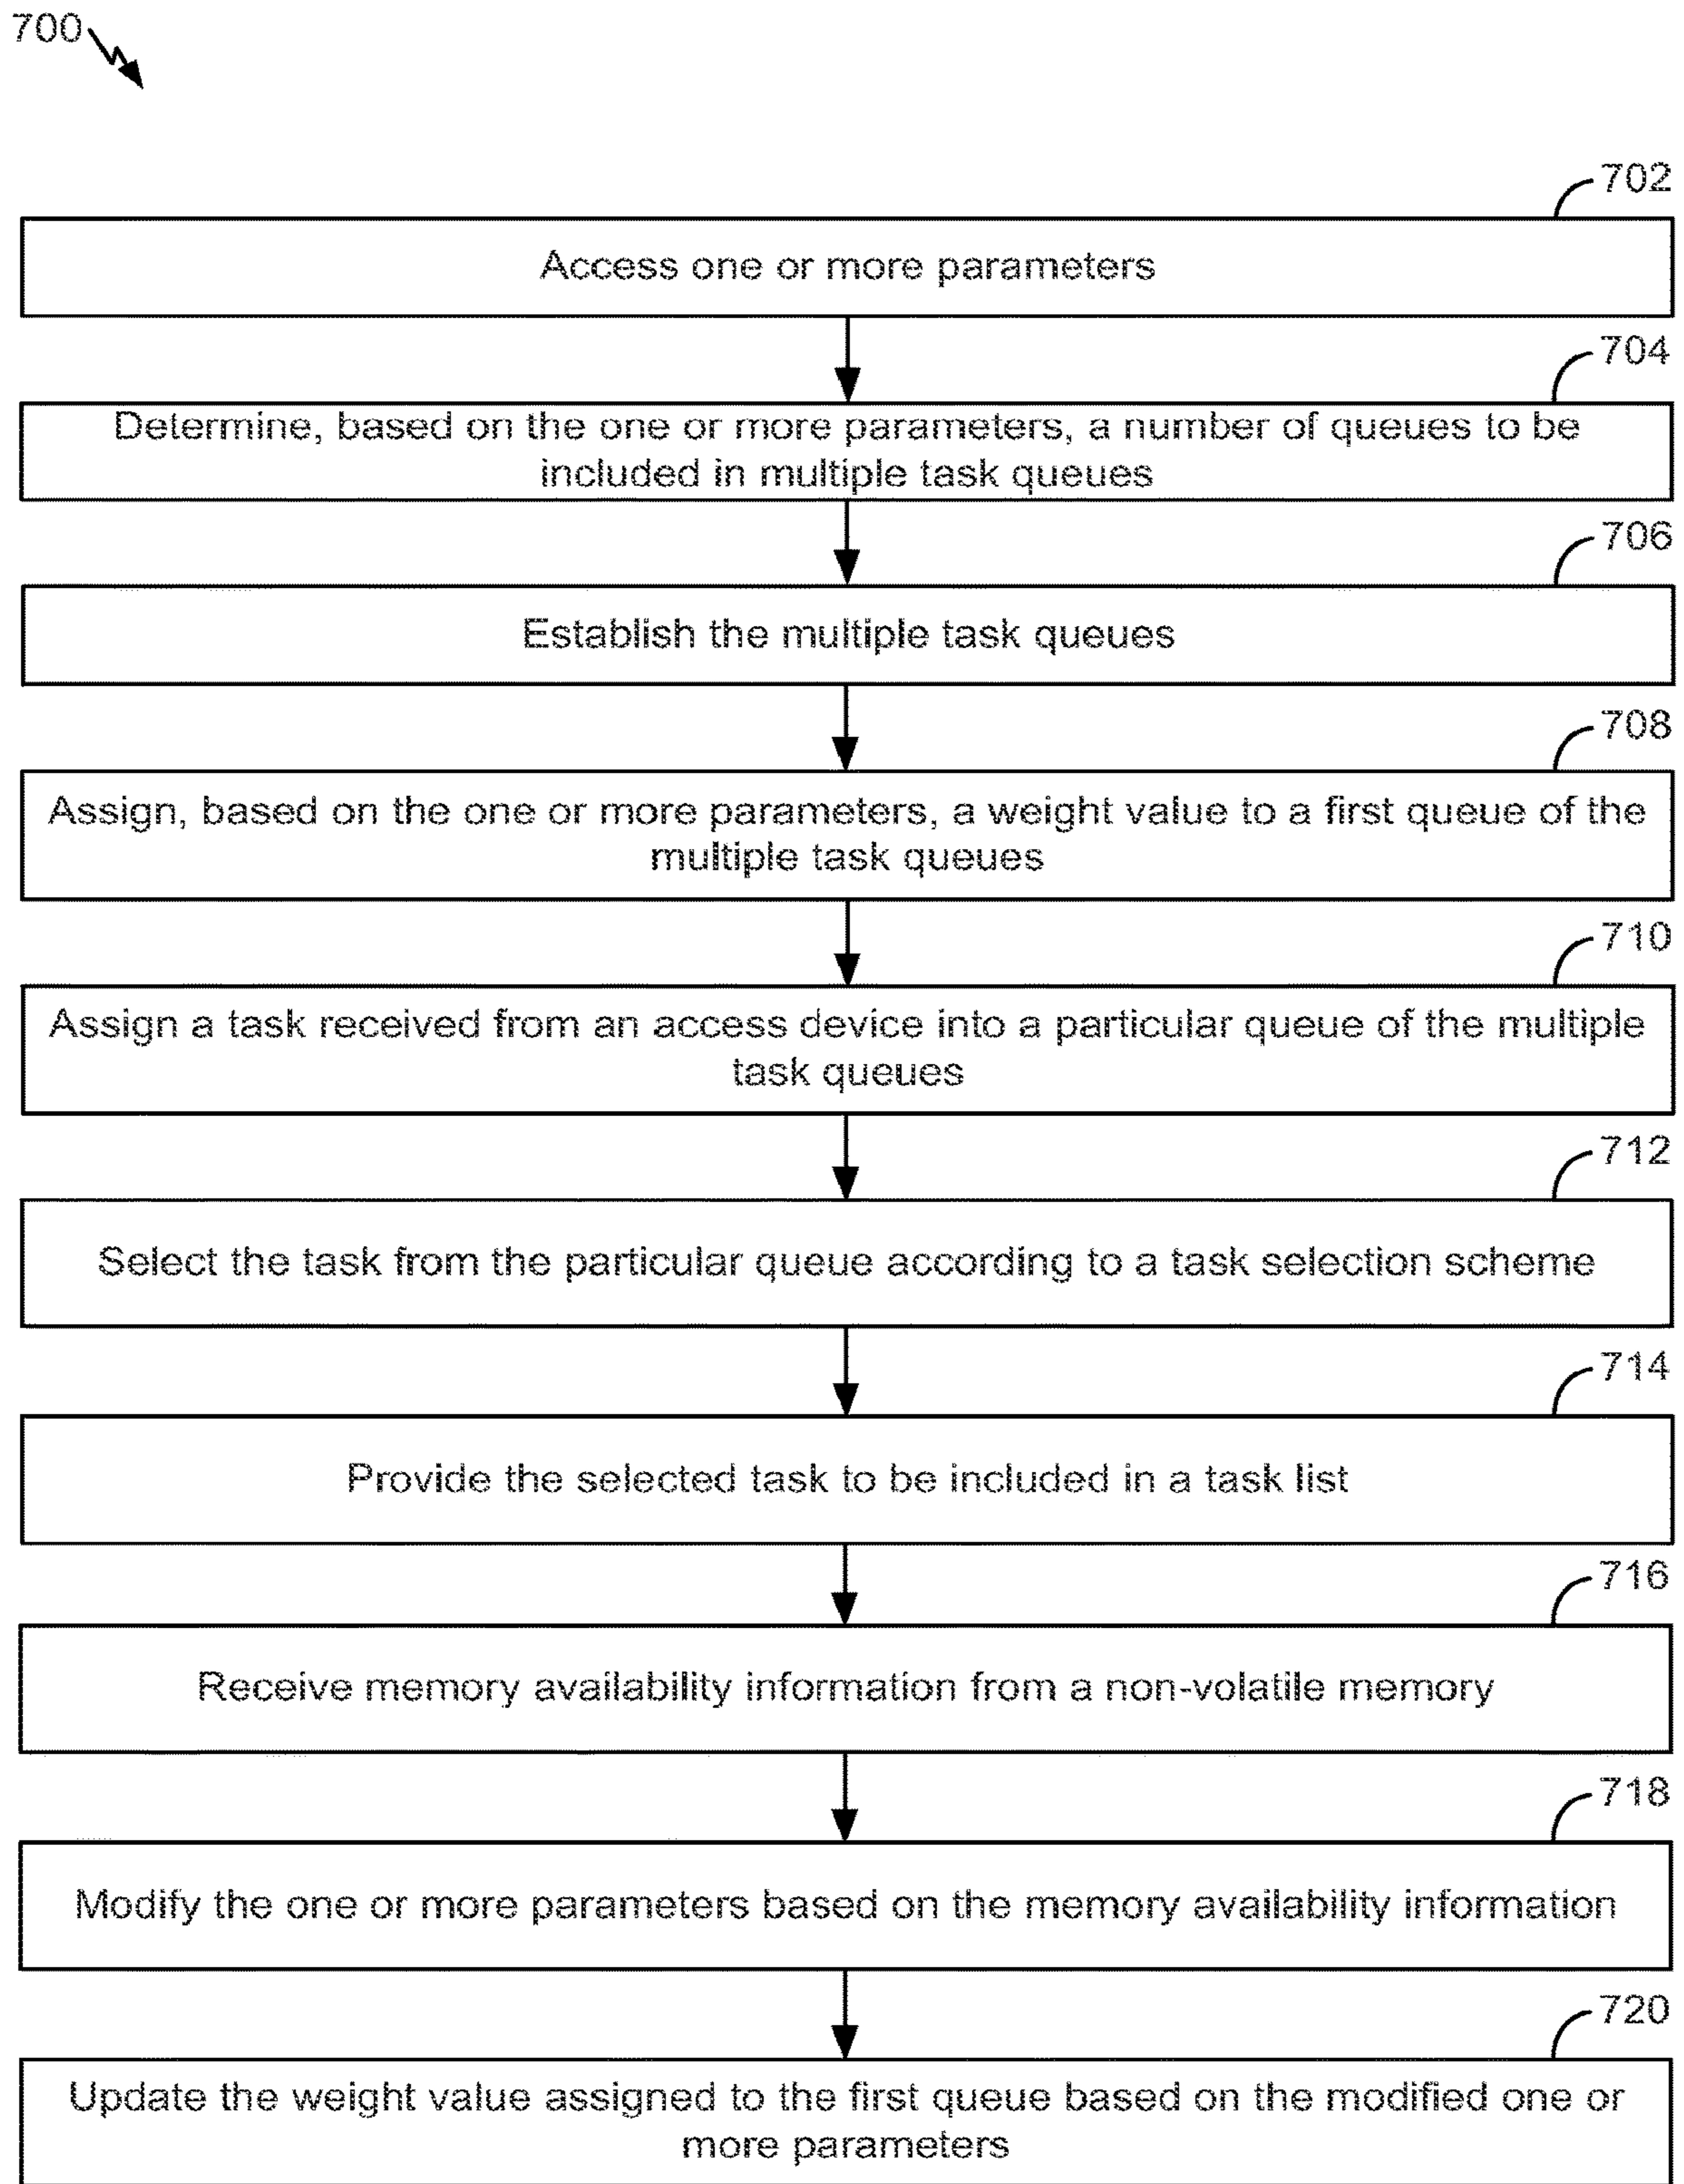 700
702
Access one or more parameters
704
Determine, based on the one or more parameters, a number of queues to be
included in multiple task queues
706
Establish the multiple task queues
708
Assign, based on the one or more parameters, a weight value to a first queue of the
multiple task queues
710
Assign a task received from an access device into a particular queue of the multiple
task queues
712
Select the task from the particular queue according to a task selection scheme
714
Provide the selected task to be included in a task list
716
Receive memory availability information from a non-volatile memory
718
Modify the one or more parameters based on the memory availability information
720
Update the weight value assigned to the first queue based on the modified one or
more parameters